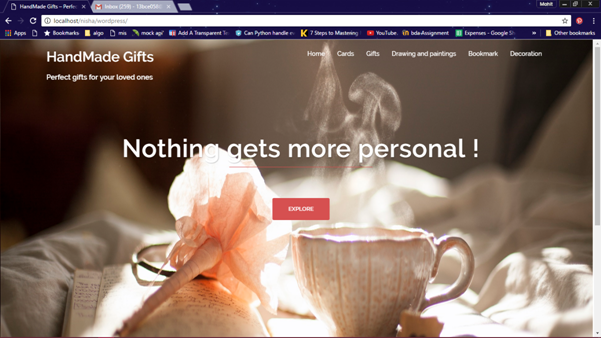 HandMade Gifts – Perfe
Inbox (259) -
Mohit
localhost/nisha/wordpress/
Apps
Bookmarks
algo
mis
mock apti
Add A Transparent Te
Can Python handle e
7 Steps to Mastering
YouTube
bda-Assignment
Expenses - Google Sh
»
Other bookmarks
HandMade Gifts
Home
Cards
Gifts
Drawing and paintings
Bookmark
Decoration
Perfect gifts for your loved ones
Nothing gets more personal !
EXPLORE